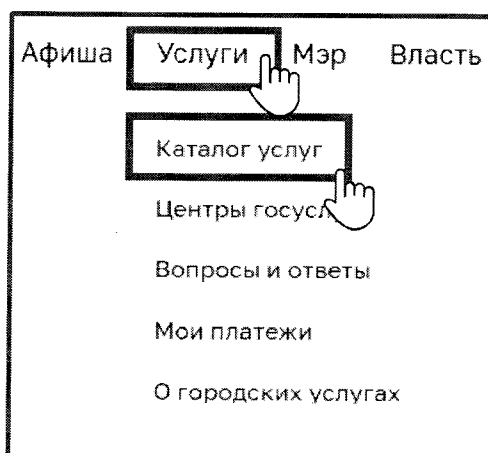 Афиша Услуги Мэр Власть
Каталог услуг
Центры госусл
Вопросы и ответы
Мои платежи
О городских услугах